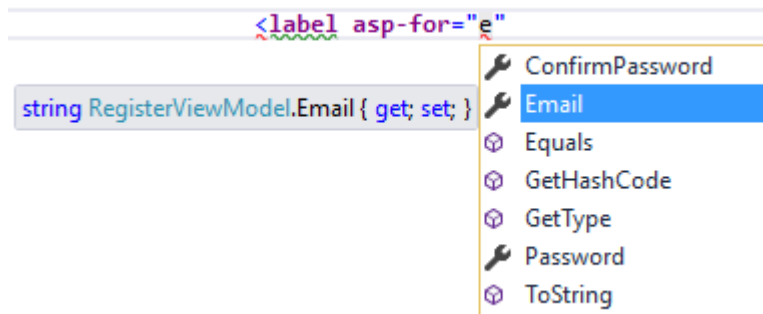 <label asp-for="e"
ConfirmPassword
string RegisterViewModel.Email { get; set; }
Email
Equals
GetHashCode
GetType
Password
ToString